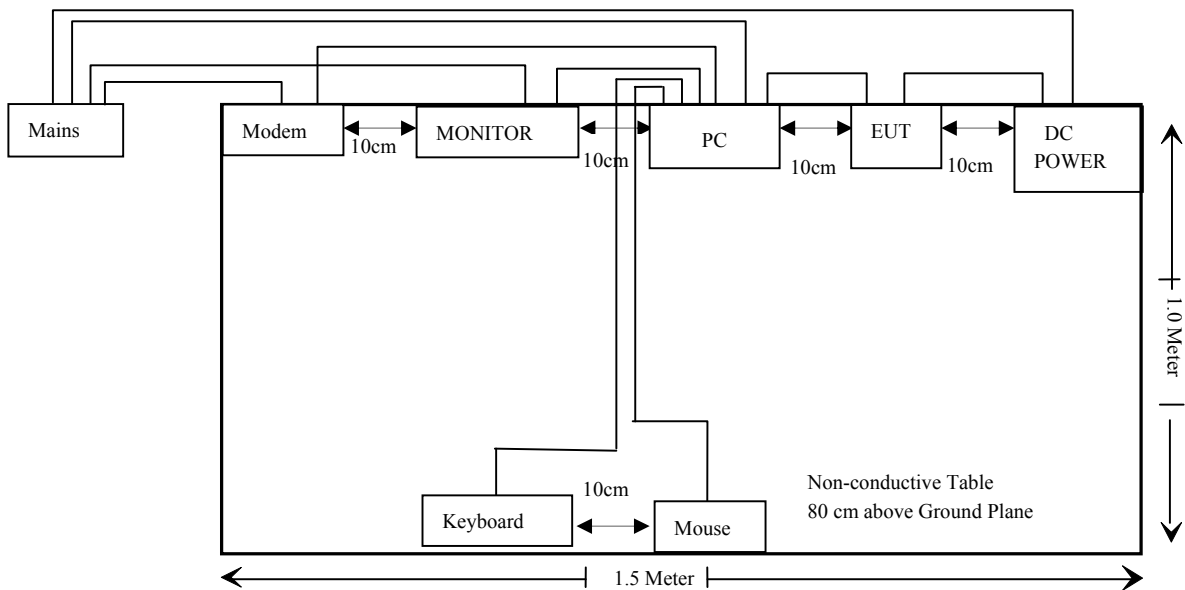 Mains
Modem
MONITOR
PC
EUT
DC
POWER
10cm
10cm
10cm
10cm
1.0 Meter
Non-conductive Table
80 cm above Ground Plane
10cm
Keyboard
Mouse
1.5 Meter